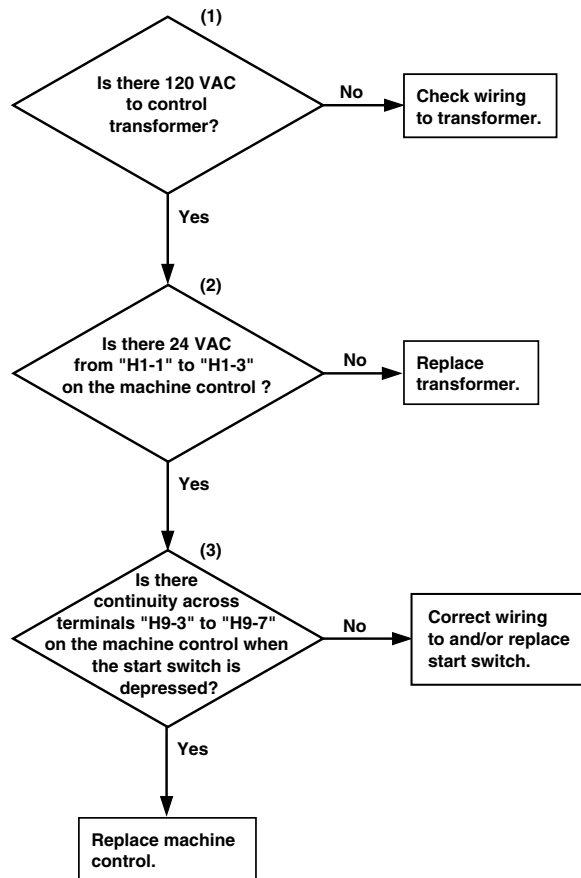 (1)
Is there 120 VAC
to control
transformer?
No
Check wiring
to transformer.
Yes
(2)
Is there 24 VAC
from "H1-1" to "H1-3"
on the machine control ?
No
Replace
transformer.
Yes
(3)
Is there
continuity across
terminals "H9-3" to "H9-7"
on the machine control when
the start switch is
depressed?
No
Correct wiring
to and/or replace
start switch.
Yes
Replace machine
control.